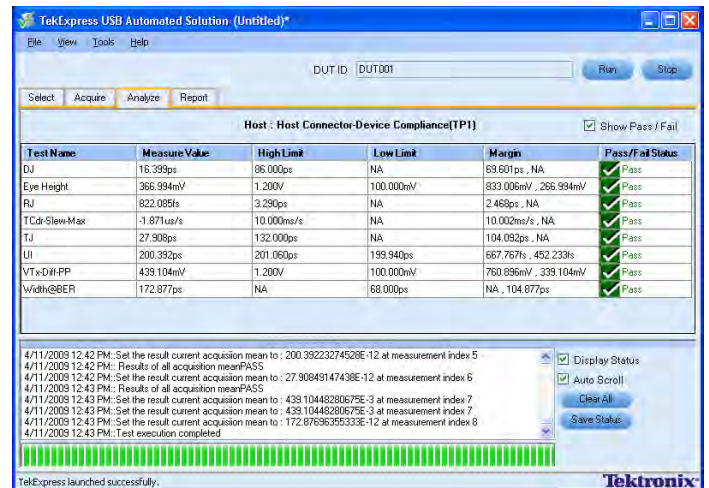 TekExpress USB Automated Solution (Untitled)*
File View Tools Help
DUT ID DUT001 Run Stop
Select Acquire Analyze Report
Host : Host Connector-Device Compliance(TP1) Show Pass / Fail
Test Name Measure Value High Limit Low Limit Margin Pass/Fail Status
DJ 16.399ps 86.000ps NA 69.601ps , NA Pass
Eye Height 366.994mV 1.200V 100.000mV 833.006mV , 266.994mV Pass
RJ 822.085fs 3.290ps NA 2.468ps , NA Pass
TCdr-Slew-Max -1.871us/s 10.000ms/s NA 10.002ms/s , NA Pass
TJ 27.908ps 132.000ps NA 104.092ps , NA Pass
UI 200.392ps 201.060ps 199.940ps 667.767fs , 452.233fs Pass
VTx-Diff-PP 439.104mV 1.200V 100.000mV 760.896mV , 339.104mV Pass
Width@BER 172.877ps NA 68.000ps NA , 104.877ps Pass
4/11/2009 12:42 PM::Set the result current acquisiion mean to : 200.39223274528E-12 at measurement index 5
4/11/2009 12:42 PM:: Results of all acquisition meanPASS
4/11/2009 12:42 PM::Set the result current acquisiion mean to : 27.90849147438E-12 at measurement index 6
4/11/2009 12:43 PM:: Results of all acquisition meanPASS
4/11/2009 12:43 PM::Set the result current acquisiion mean to : 439.10448280675E-3 at measurement index 7
4/11/2009 12:43 PM::Set the result current acquisiion mean to : 439.10448280675E-3 at measurement index 7
4/11/2009 12:43 PM::Set the result current acquisiion mean to : 172.87696355333E-12 at measurement index 8
4/11/2009 12:43 PM::Test execution completed
Display Status
Auto Scroll
Clear All
Save Status
TekExpress launched successfully.
Tektronix